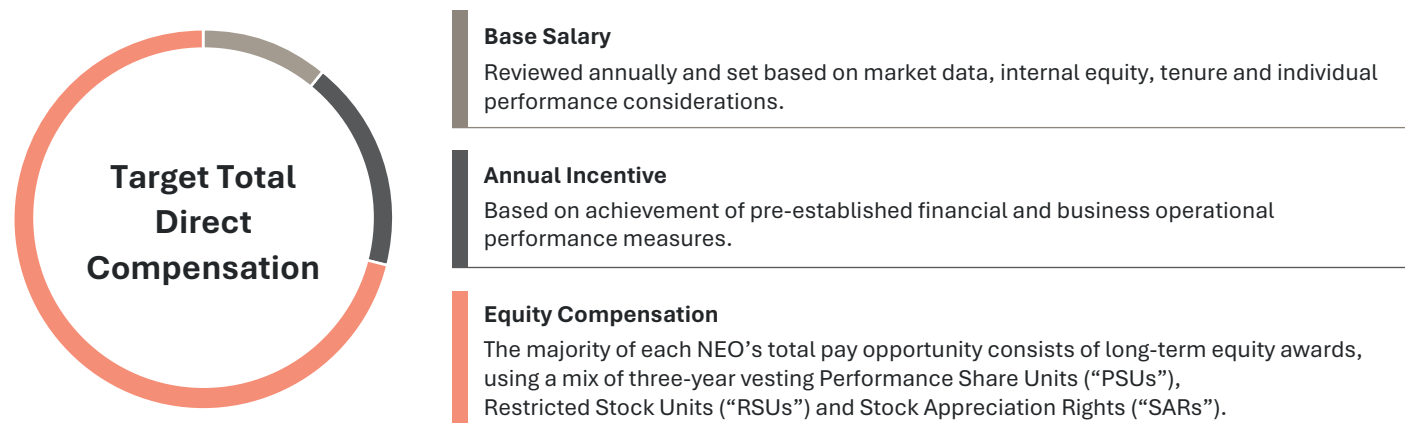 Target Total
Direct
Compensation
Base Salary
Reviewed annually and set based on market data, internal equity, tenure and individual
performance considerations.
Annual Incentive
Based on achievement of pre-established financial and business operational
performance measures.
Equity Compensation
The majority of each NEO’s total pay opportunity consists of long-term equity awards,
using a mix of three-year vesting Performance Share Units (“PSUs”),
Restricted Stock Units (“RSUs”) and Stock Appreciation Rights (“SARs”).